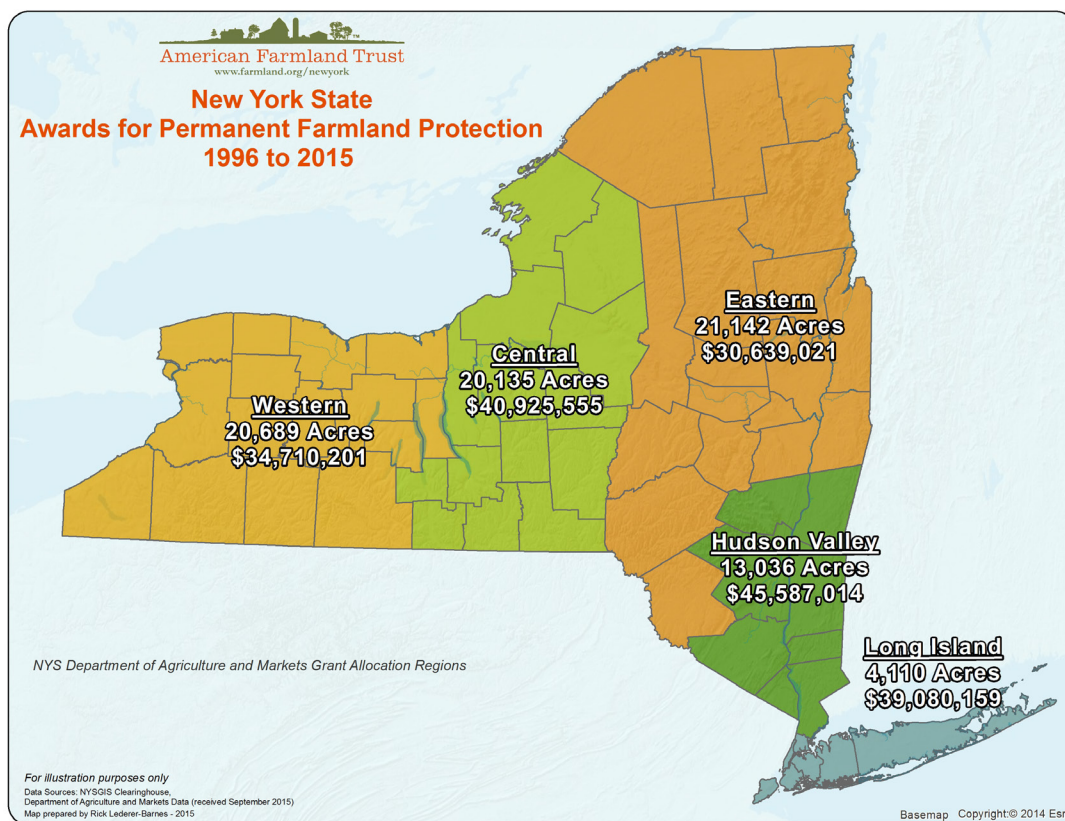 American Farmland Trust
www.farmland.org/newyork
New York State
Awards for Permanent Farmland Protection
1996 to 2015
Eastern
21,142 Acres
$30,639,021
Central
20,135 Acres
$40,925,555
Western
20,689 Acres
$34,710,201
Hudson Valley
13,036 Acres
$45,587,014
Long Island
4,110 Acres
$39,080,159
NYS Department of Agriculture and Markets Grant Allocation Regions
For illustration purposes only
Data Sources: NYSGIS Clearinghouse,
Department of Agriculture and Markets Data (received September 2015)
Map prepared by Rick Lederer-Barnes - 2015
Basemap Copyright:© 2014 Esr